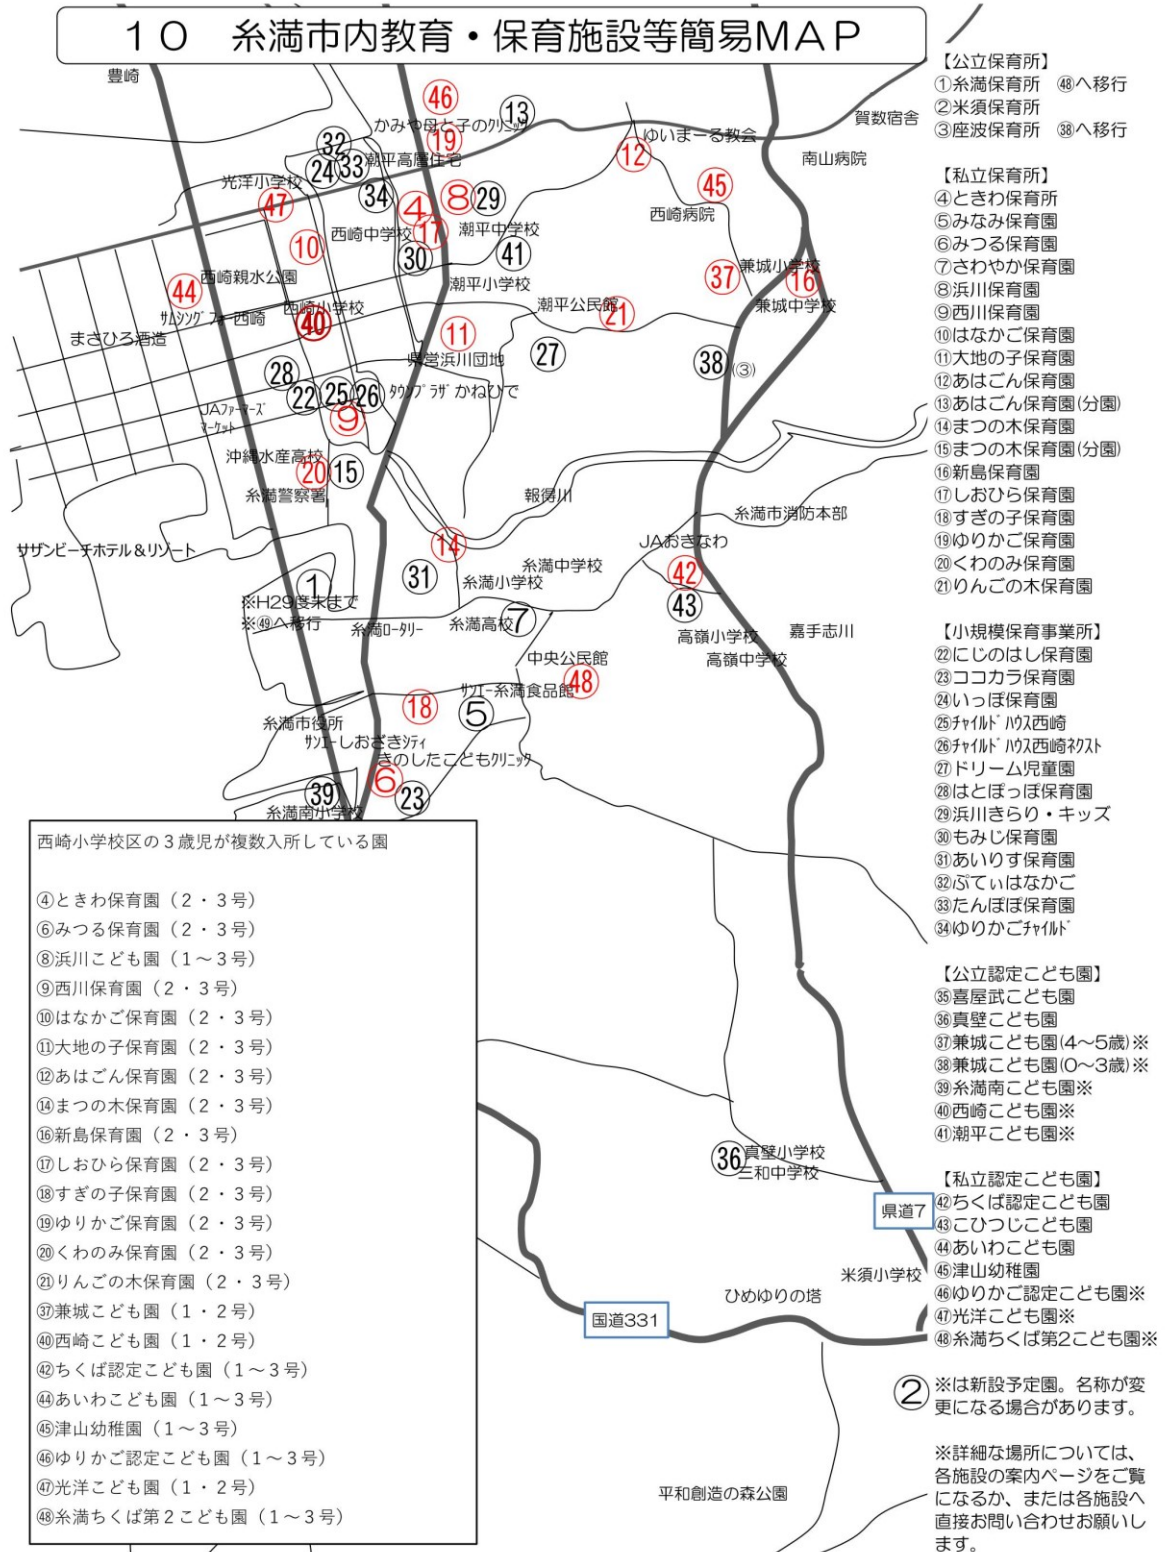 10　糸満市内教育・保育施設等簡易MAP
豊崎
㊻
⑬
かみや母と子のクリニック
賀数宿舎
㉜
⑲
ゆいまーる教会
⑫
南山病院
㉔
㉝
潮平高層住宅
光洋小学校
㊼
㉞
④
⑧
㉙
㊺
西崎病院
⑩
西崎中学校
⑰
潮平中学校
㉚
㊶
西崎親水公園
㊹
潮平小学校
㊲
兼城小学校
⑯
兼城中学校
サムシングフォー西崎
西崎小学校
㊵
潮平公民館
㉑
まさひろ酒造
⑪
県営浜川団地
㉗
㊳
(③)
㉘
㉒
㉕
㉖
タウンプラザかねひで
⑨
JAファーマーズ
マーケット
沖縄水産高校
⑳
⑮
糸満警察署
報得川
糸満市消防本部
サザンビーチホテル＆リゾート
⑭
JAおきなわ
㊷
㊸
①
※H29度末まで
※㊾へ移行
㉛
糸満小学校
糸満中学校
糸満ロータリー
糸満高校
⑦
高嶺小学校
高嶺中学校
嘉手志川
中央公民館
㊽
サンエー糸満食品館
⑱
⑤
糸満市役所
サンエーしおざきシティ
きのしたこどもクリニック
⑥
㉓
㊴
糸満南小学校
西崎小学校区の３歳児が複数入所している園
④ときわ保育園（２・３号）
⑥みつる保育園（２・３号）
⑧浜川こども園（１～３号）
⑨西川保育園（２・３号）
⑩はなかご保育園（２・３号）
⑪大地の子保育園（２・３号）
⑫あはごん保育園（２・３号）
⑭まつの木保育園（２・３号）
⑯新島保育園（２・３号）
⑰しおひら保育園（２・３号）
⑱すぎの子保育園（２・３号）
⑲ゆりかご保育園（２・３号）
⑳くわのみ保育園（２・３号）
㉑りんごの木保育園（２・３号）
㊲兼城こども園（１・２号）
㊵西崎こども園（１・２号）
㊷ちくば認定こども園（１～３号）
㊹あいわこども園（１～３号）
㊺津山幼稚園（１～３号）
㊻ゆりかご認定こども園（１～３号）
㊼光洋こども園（１・２号）
㊽糸満ちくば第２こども園（１～３号）
㊱
真壁小学校
三和中学校
県道7
米須小学校
ひめゆりの塔
国道331
②
平和創造の森公園
【公立保育所】
①糸満保育所　㊽へ移行
②米須保育所
③座波保育所　㊳へ移行
【私立保育所】
④ときわ保育所
⑤みなみ保育園
⑥みつる保育園
⑦さわやか保育園
⑧浜川保育園
⑨西川保育園
⑩はなかご保育園
⑪大地の子保育園
⑫あはごん保育園
⑬あはごん保育園(分園)
⑭まつの木保育園
⑮まつの木保育園(分園)
⑯新島保育園
⑰しおひら保育園
⑱すぎの子保育園
⑲ゆりかご保育園
⑳くわのみ保育園
㉑りんごの木保育園
【小規模保育事業所】
㉒にじのはし保育園
㉓ココカラ保育園
㉔いっぽ保育園
㉕チャイルドハウス西崎
㉖チャイルドハウス西崎ネクスト
㉗ドリーム児童園
㉘はとぽっぽ保育園
㉙浜川きらり・キッズ
㉚もみじ保育園
㉛あいりす保育園
㉜ぷてぃはなかご
㉝たんぽぽ保育園
㉞ゆりかごチャイルド
【公立認定こども園】
㉟喜屋武こども園
㊱真壁こども園
㊲兼城こども園(4～5歳)※
㊳兼城こども園(0～3歳)※
㊴糸満南こども園※
㊵西崎こども園※
㊶潮平こども園※
【私立認定こども園】
㊷ちくば認定こども園
㊸こひつじこども園
㊹あいわこども園
㊺津山幼稚園
㊻ゆりかご認定こども園※
㊼光洋こども園※
㊽糸満ちくば第2こども園※
※は新設予定園。名称が変
更になる場合があります。
※詳細な場所については、
各施設の案内ページをご覧
になるか、または各施設へ
直接お問い合わせお願いし
ます。